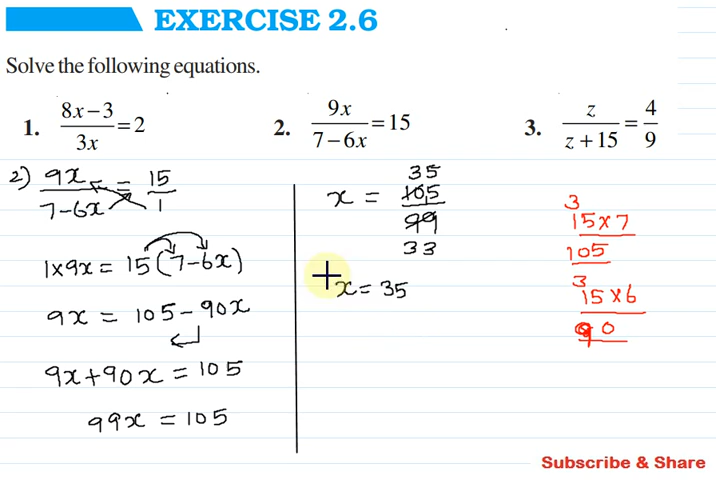 EXERCISE 2.6
Solve the following equations.
1. (8x−3)/(3x) = 2
2. (9x)/(7−6x) = 15
3. z/(z+15) = 4/9
2) (9x)/(7−6x) = 15/1
1×9x = 15(7−6x)
9x = 105−90x
9x+90x = 105
99x = 105
35
x = 105/99
33
x = 35
3
15×7
105
3
15×6
90
Subscribe & Share